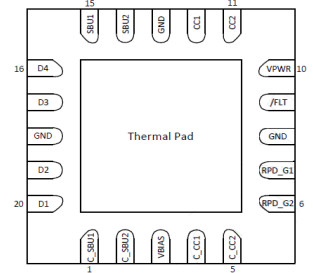 15
11
SBU1
SBU2
GND
CC1
CC2
16
D4
VPWR
10
D3
/FLT
GND
Thermal Pad
GND
D2
RPD_G1
20
D1
RPD_G2
6
C_SBU1
C_SBU2
VBIAS
C_CC1
C_CC2
1
5